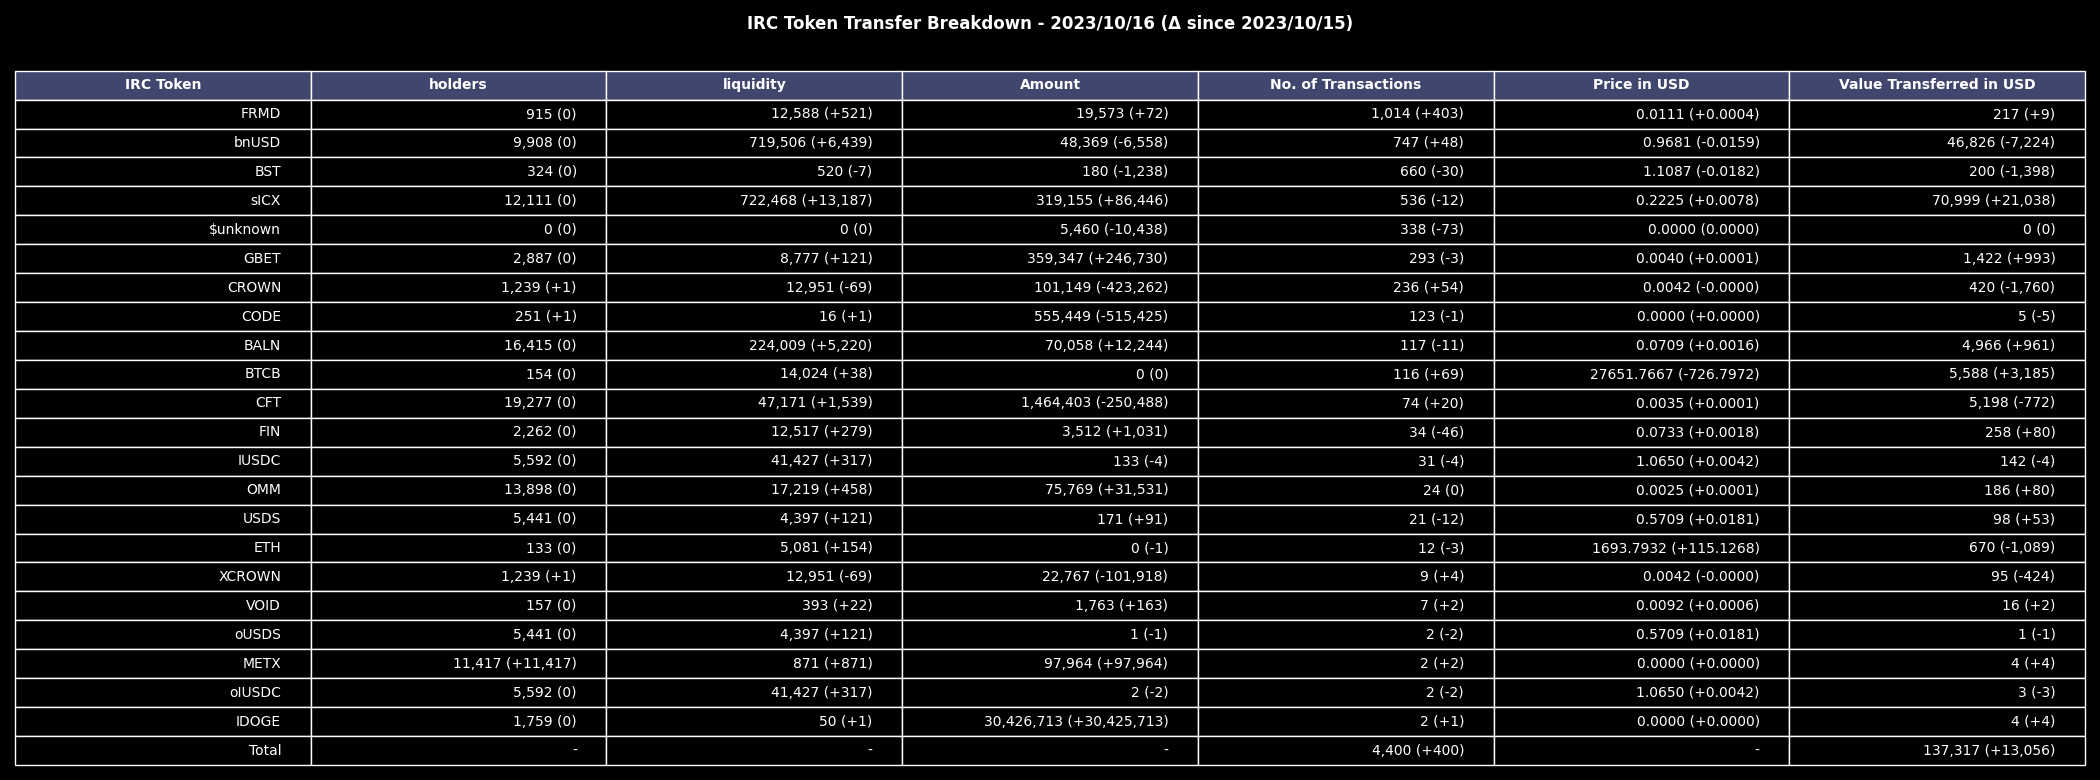 IRC Token Transfer Breakdown - 2023/10/16 (Δ since 2023/10/15)
IRC Token holders liquidity Amount No. of Transactions Price in USD Value Transferred in USD
FRMD 915 (0) 12,588 (+521) 19,573 (+72) 1,014 (+403) 0.0111 (+0.0004) 217 (+9)
bnUSD 9,908 (0) 719,506 (+6,439) 48,369 (-6,558) 747 (+48) 0.9681 (-0.0159) 46,826 (-7,224)
BST 324 (0) 520 (-7) 180 (-1,238) 660 (-30) 1.1087 (-0.0182) 200 (-1,398)
sICX 12,111 (0) 722,468 (+13,187) 319,155 (+86,446) 536 (-12) 0.2225 (+0.0078) 70,999 (+21,038)
$unknown 0 (0) 0 (0) 5,460 (-10,438) 338 (-73) 0.0000 (0.0000) 0 (0)
GBET 2,887 (0) 8,777 (+121) 359,347 (+246,730) 293 (-3) 0.0040 (+0.0001) 1,422 (+993)
CROWN 1,239 (+1) 12,951 (-69) 101,149 (-423,262) 236 (+54) 0.0042 (-0.0000) 420 (-1,760)
CODE 251 (+1) 16 (+1) 555,449 (-515,425) 123 (-1) 0.0000 (+0.0000) 5 (-5)
BALN 16,415 (0) 224,009 (+5,220) 70,058 (+12,244) 117 (-11) 0.0709 (+0.0016) 4,966 (+961)
BTCB 154 (0) 14,024 (+38) 0 (0) 116 (+69) 27651.7667 (-726.7972) 5,588 (+3,185)
CFT 19,277 (0) 47,171 (+1,539) 1,464,403 (-250,488) 74 (+20) 0.0035 (+0.0001) 5,198 (-772)
FIN 2,262 (0) 12,517 (+279) 3,512 (+1,031) 34 (-46) 0.0733 (+0.0018) 258 (+80)
IUSDC 5,592 (0) 41,427 (+317) 133 (-4) 31 (-4) 1.0650 (+0.0042) 142 (-4)
OMM 13,898 (0) 17,219 (+458) 75,769 (+31,531) 24 (0) 0.0025 (+0.0001) 186 (+80)
USDS 5,441 (0) 4,397 (+121) 171 (+91) 21 (-12) 0.5709 (+0.0181) 98 (+53)
ETH 133 (0) 5,081 (+154) 0 (-1) 12 (-3) 1693.7932 (+115.1268) 670 (-1,089)
XCROWN 1,239 (+1) 12,951 (-69) 22,767 (-101,918) 9 (+4) 0.0042 (-0.0000) 95 (-424)
VOID 157 (0) 393 (+22) 1,763 (+163) 7 (+2) 0.0092 (+0.0006) 16 (+2)
oUSDS 5,441 (0) 4,397 (+121) 1 (-1) 2 (-2) 0.5709 (+0.0181) 1 (-1)
METX 11,417 (+11,417) 871 (+871) 97,964 (+97,964) 2 (+2) 0.0000 (+0.0000) 4 (+4)
oIUSDC 5,592 (0) 41,427 (+317) 2 (-2) 2 (-2) 1.0650 (+0.0042) 3 (-3)
IDOGE 1,759 (0) 50 (+1) 30,426,713 (+30,425,713) 2 (+1) 0.0000 (+0.0000) 4 (+4)
Total - - - 4,400 (+400) - 137,317 (+13,056)